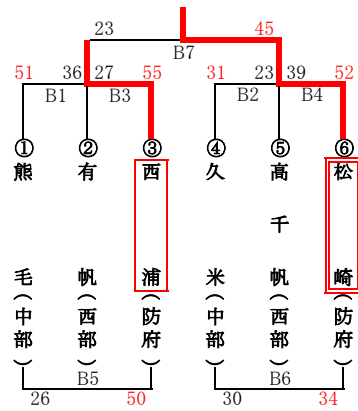 23 45
B7
51 36 27 55 31 23 39 52
B1 B3 B2 B4
① ② ③ ④ ⑤ ⑥
熊毛(中部)
有帆(西部)
西浦(防府)
久米(中部)
高千帆(西部)
松崎(防府)
B5 B6
26 50 30 34